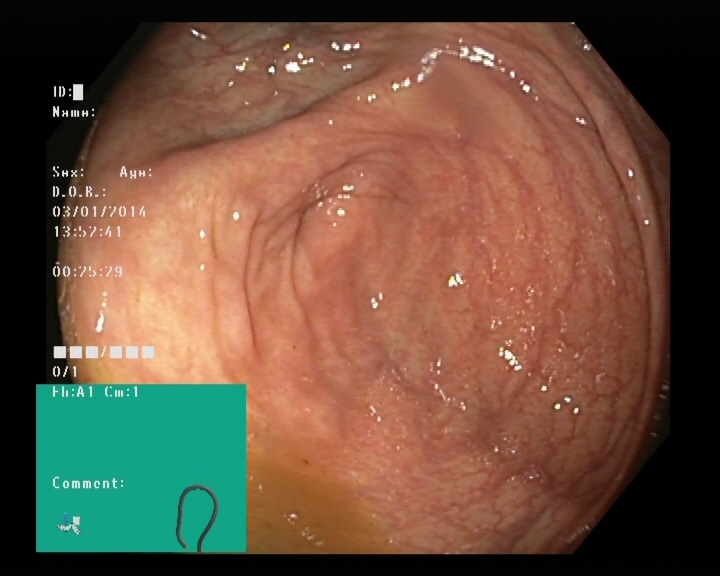 ID:
Name:
Sex: Age:
D.O.B.:
03/01/2014
13:52:41
00:25:29
/
0/1
Eh:A1 Cm:1
Comment: